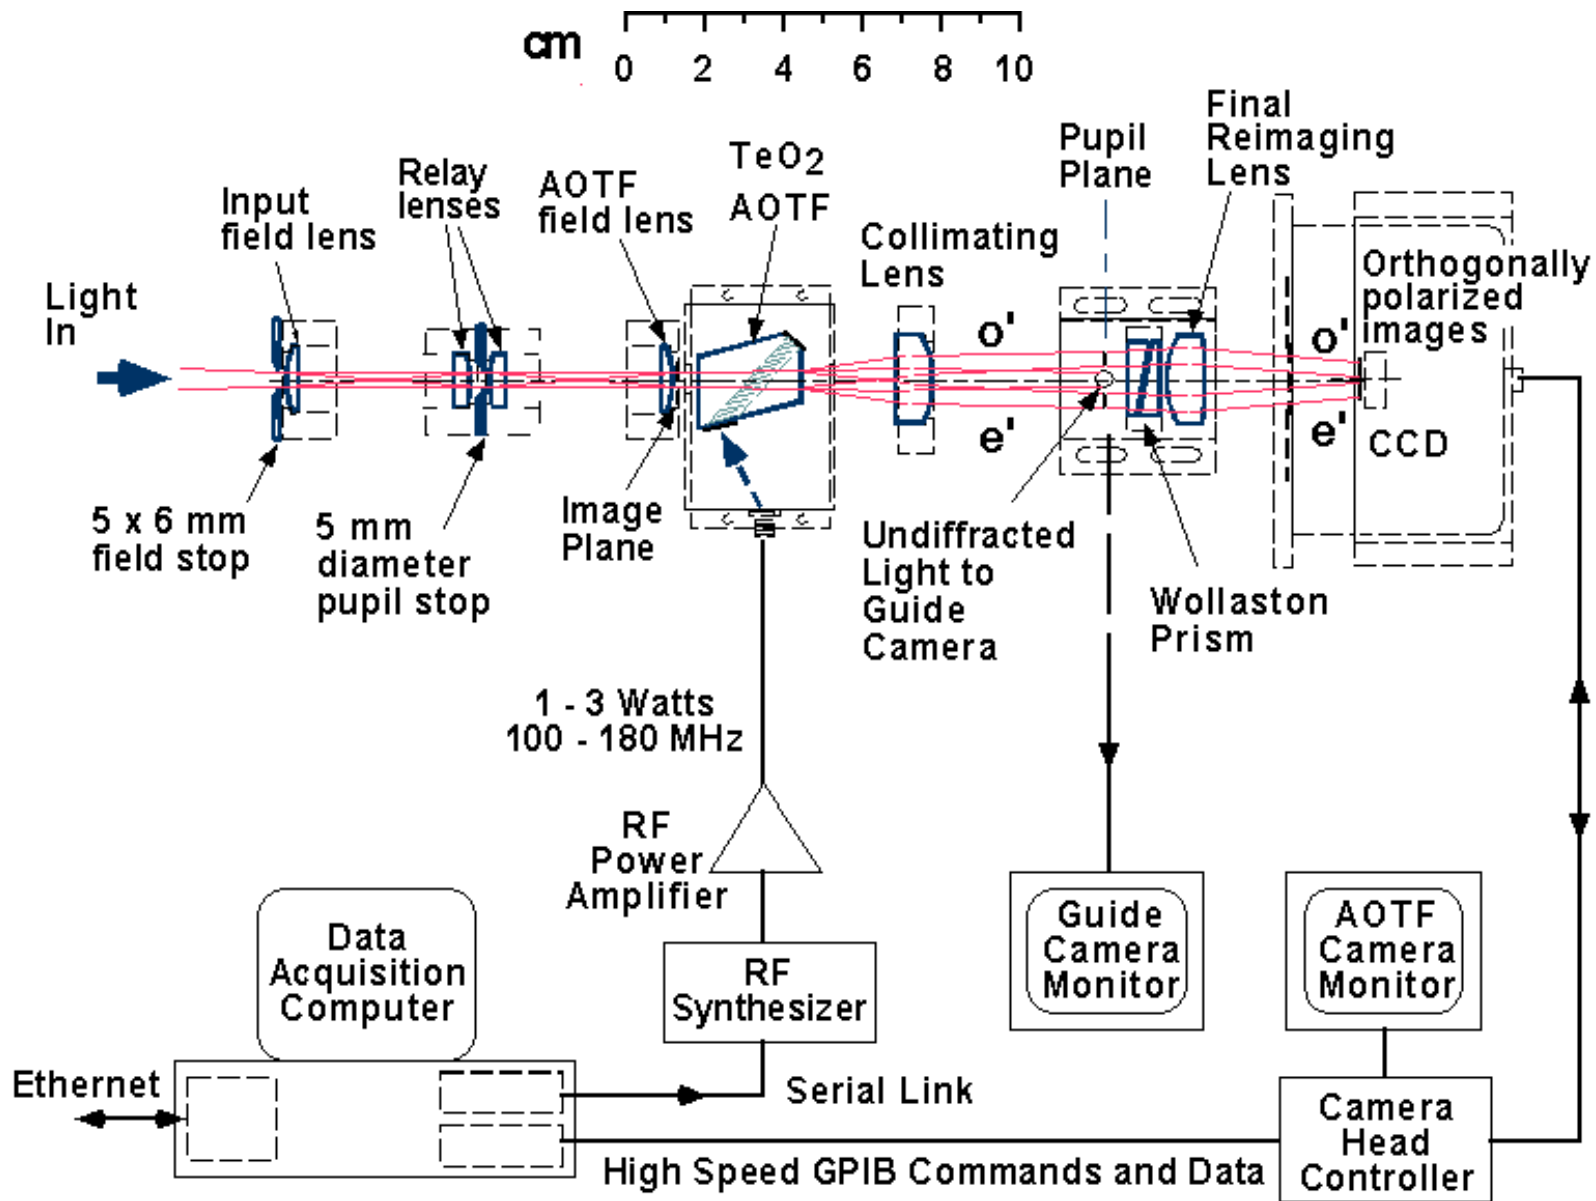 cm
0 2 4 6 8 10
Light
In
Input
field lens
Relay
lenses
AOTF
field lens
TeO2
AOTF
Collimating
Lens
Pupil
Plane
Final
Reimaging
Lens
Orthogonally
polarized
images
o'
e'
o'
e'
CCD
5 x 6 mm
field stop
5 mm
diameter
pupil stop
Image
Plane
Undiffracted
Light to
Guide
Camera
Wollaston
Prism
1 - 3 Watts
100 - 180 MHz
RF
Power
Amplifier
Data
Acquisition
Computer
RF
Synthesizer
Guide
Camera
Monitor
AOTF
Camera
Monitor
Ethernet
Serial Link
Camera
Head
Controller
High Speed GPIB Commands and Data